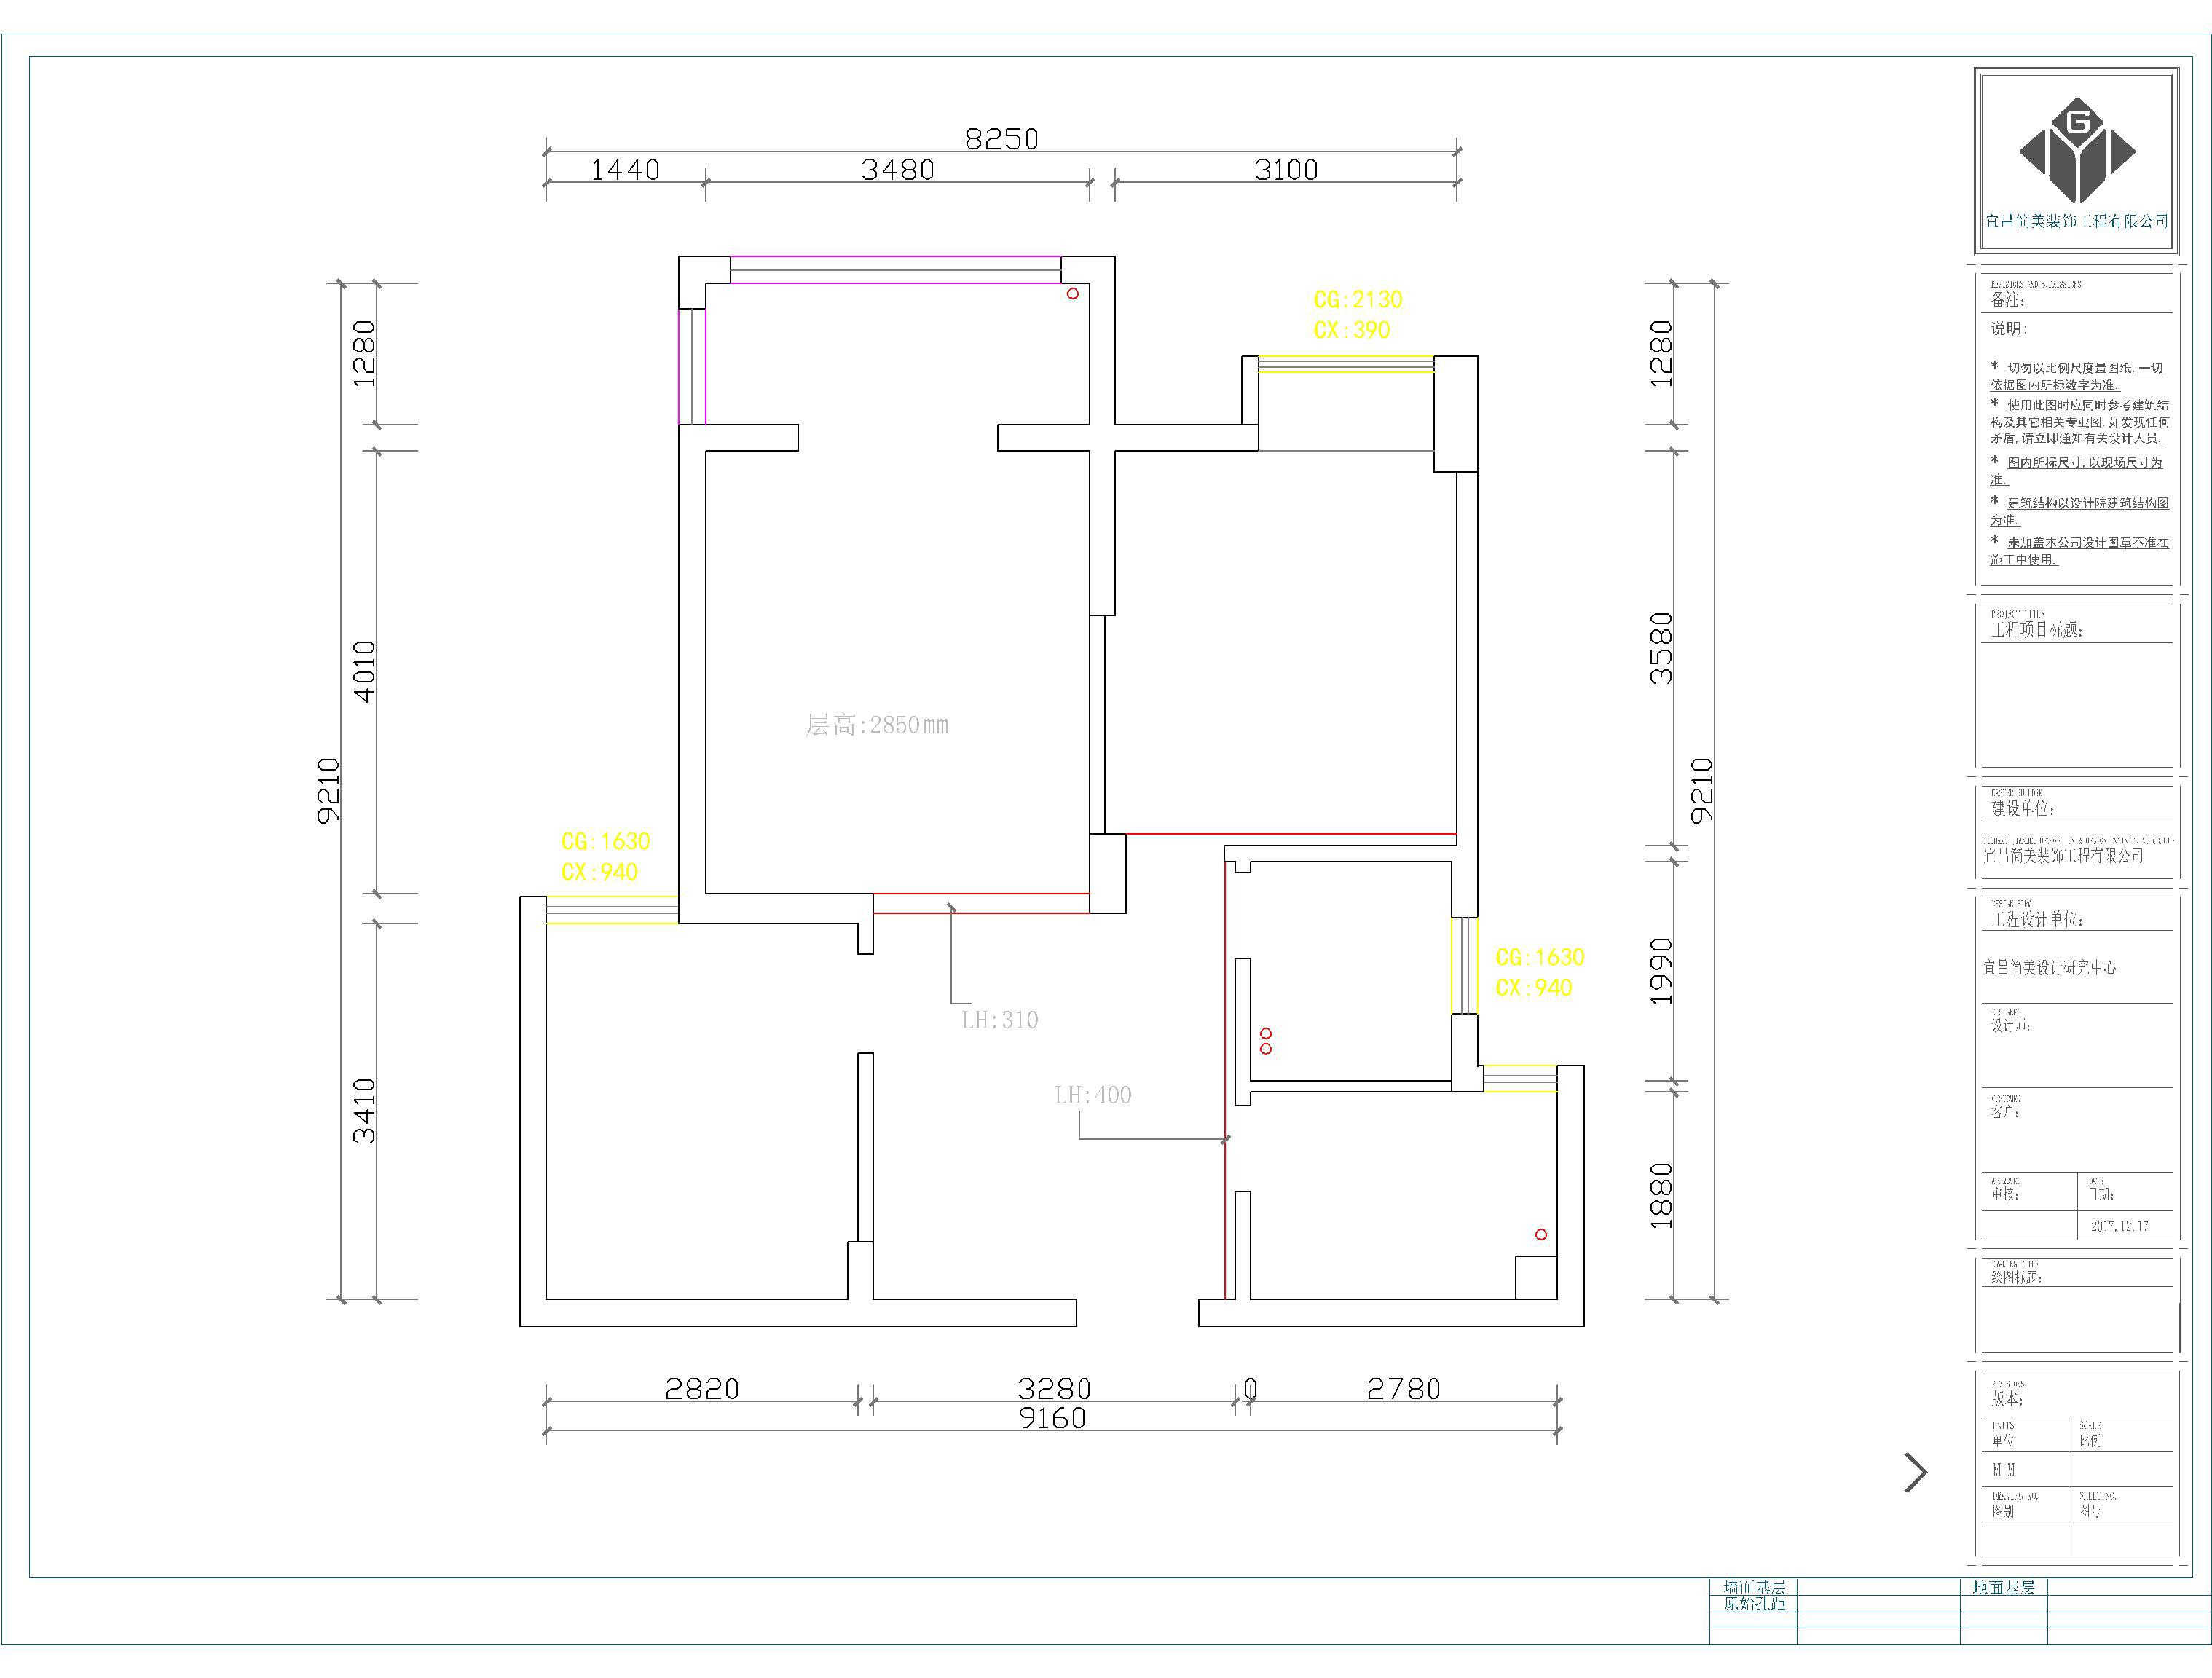 8250
1440
3480
3100
宜昌简美装饰工程有限公司
备注:
说明:
* 切勿以比例尺度量图纸,一切
依据图内所标数字为准.
* 使用此图时应同时参考建筑结
构及其它相关专业图 如发现任何
矛盾,请立即通知有关设计人员.
* 图内所标尺寸,以现场尺寸为
准.
* 建筑结构以设计院建筑结构图
为准.
* 未加盖本公司设计图章不准在
施工中使用.
PROJECT TITLE
工程项目标题:
建设单位:
宜昌简美装饰工程有限公司
DESIGN FIRM
工程设计单位:
宜昌简美设计研究中心
DESIGNED
设计师:
CUSTOMER
客户:
APPROVED
审核:
DATE
日期:
2017.12.17
DRAWING TITLE
绘图标题:
版本:
UNITS
单位
SCALE
比例
M M
DRAWING NO.
图别
SHEET NO.
图号
CG:2130
CX:390
1280
4010
9210
3410
1280
3580
9210
1990
1880
层高:2850mm
CG:1630
CX:940
CG:1630
CX:940
LH:310
LH:400
2820
3280
0
2780
9160
墙面基层
地面基层
原始孔距